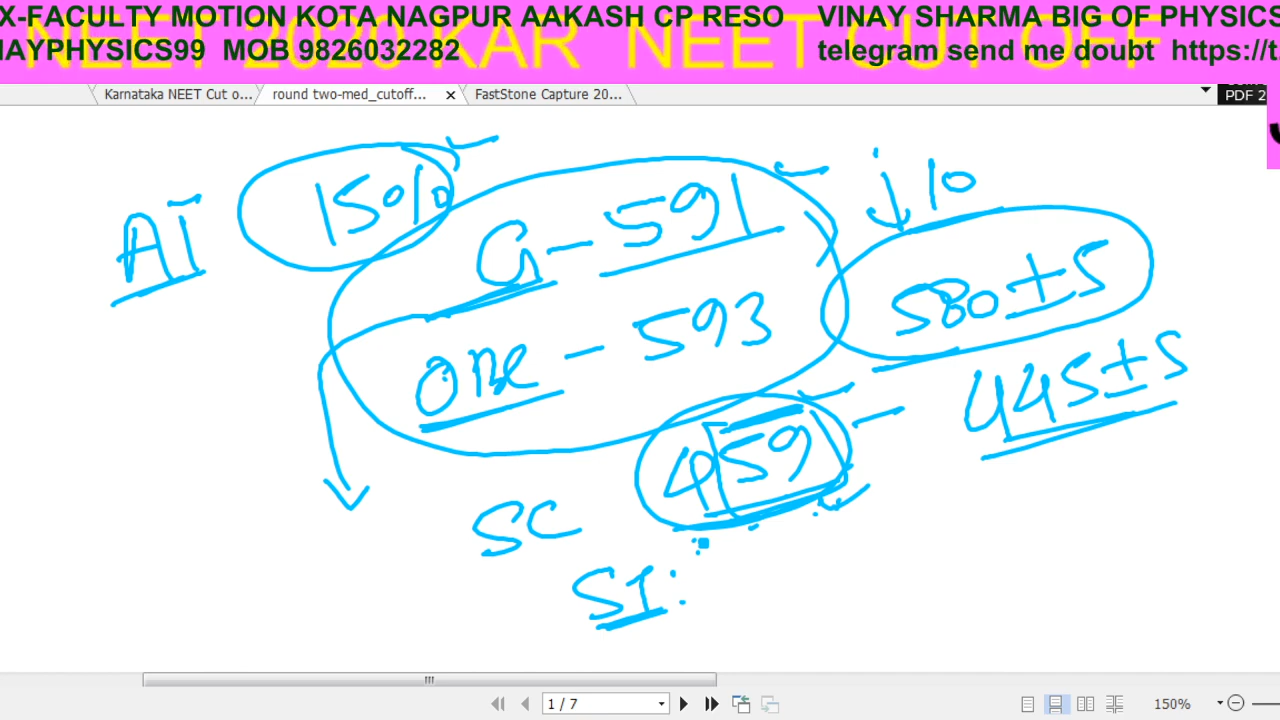 X-FACULTY MOTION KOTA NAGPUR AAKASH CP RESO VINAY SHARMA BIG OF PHYSICS
NEET 2020 KAR NEET CUT OFF
NAYPHYSICS99 MOB 9826032282 telegram send me doubt https://t.
Karnataka NEET Cut o... round two-med_cutoff... × FastStone Capture 20... PDF 2
AI 15% G - 591 ↓ 10
580 ± 5
OBC - 593
445 ± 5
SC 459
ST:
1 / 7 150%